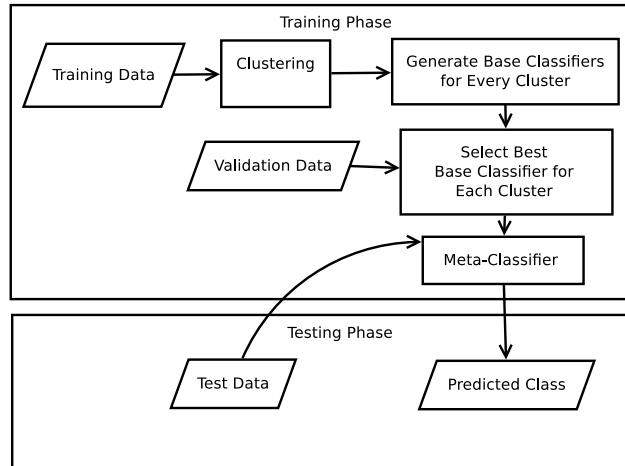 Training Phase
Training Data
Clustering
Generate Base Classifiers
for Every Cluster
Validation Data
Select Best
Base Classifier for
Each Cluster
Meta-Classifier
Testing Phase
Test Data
Predicted Class